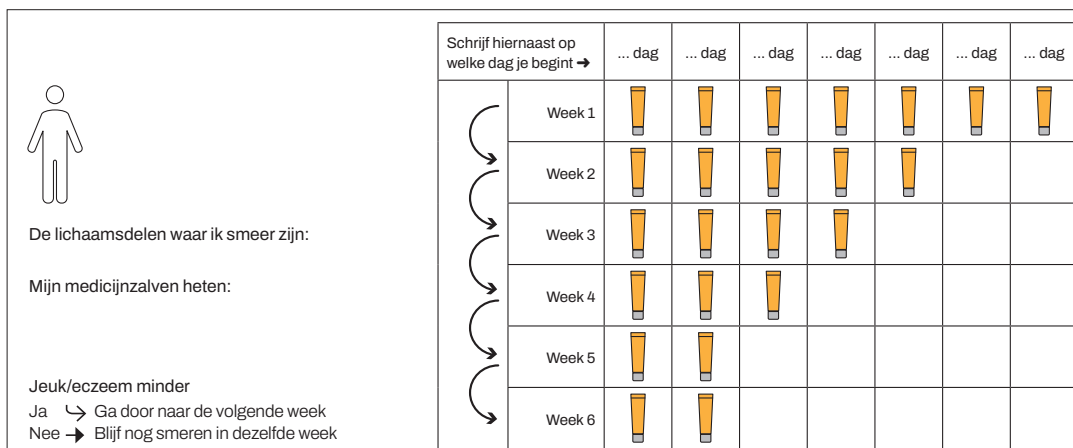 Schrijf hiernaast op
welke dag je begint ➜
... dag
... dag
... dag
... dag
... dag
... dag
... dag
Week 1
Week 2
Week 3
Week 4
Week 5
Week 6
De lichaamsdelen waar ik smeer zijn:
Mijn medicijnzalven heten:
Jeuk/eczeem minder
Ja Ga door naar de volgende week
Nee Blijf nog smeren in dezelfde week